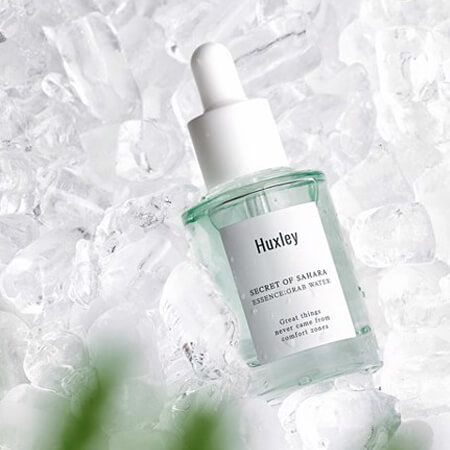 Huxley
SECRET OF SAHARA
ESSENCE;GRAB WATER
Great things
never came from
comfort zones